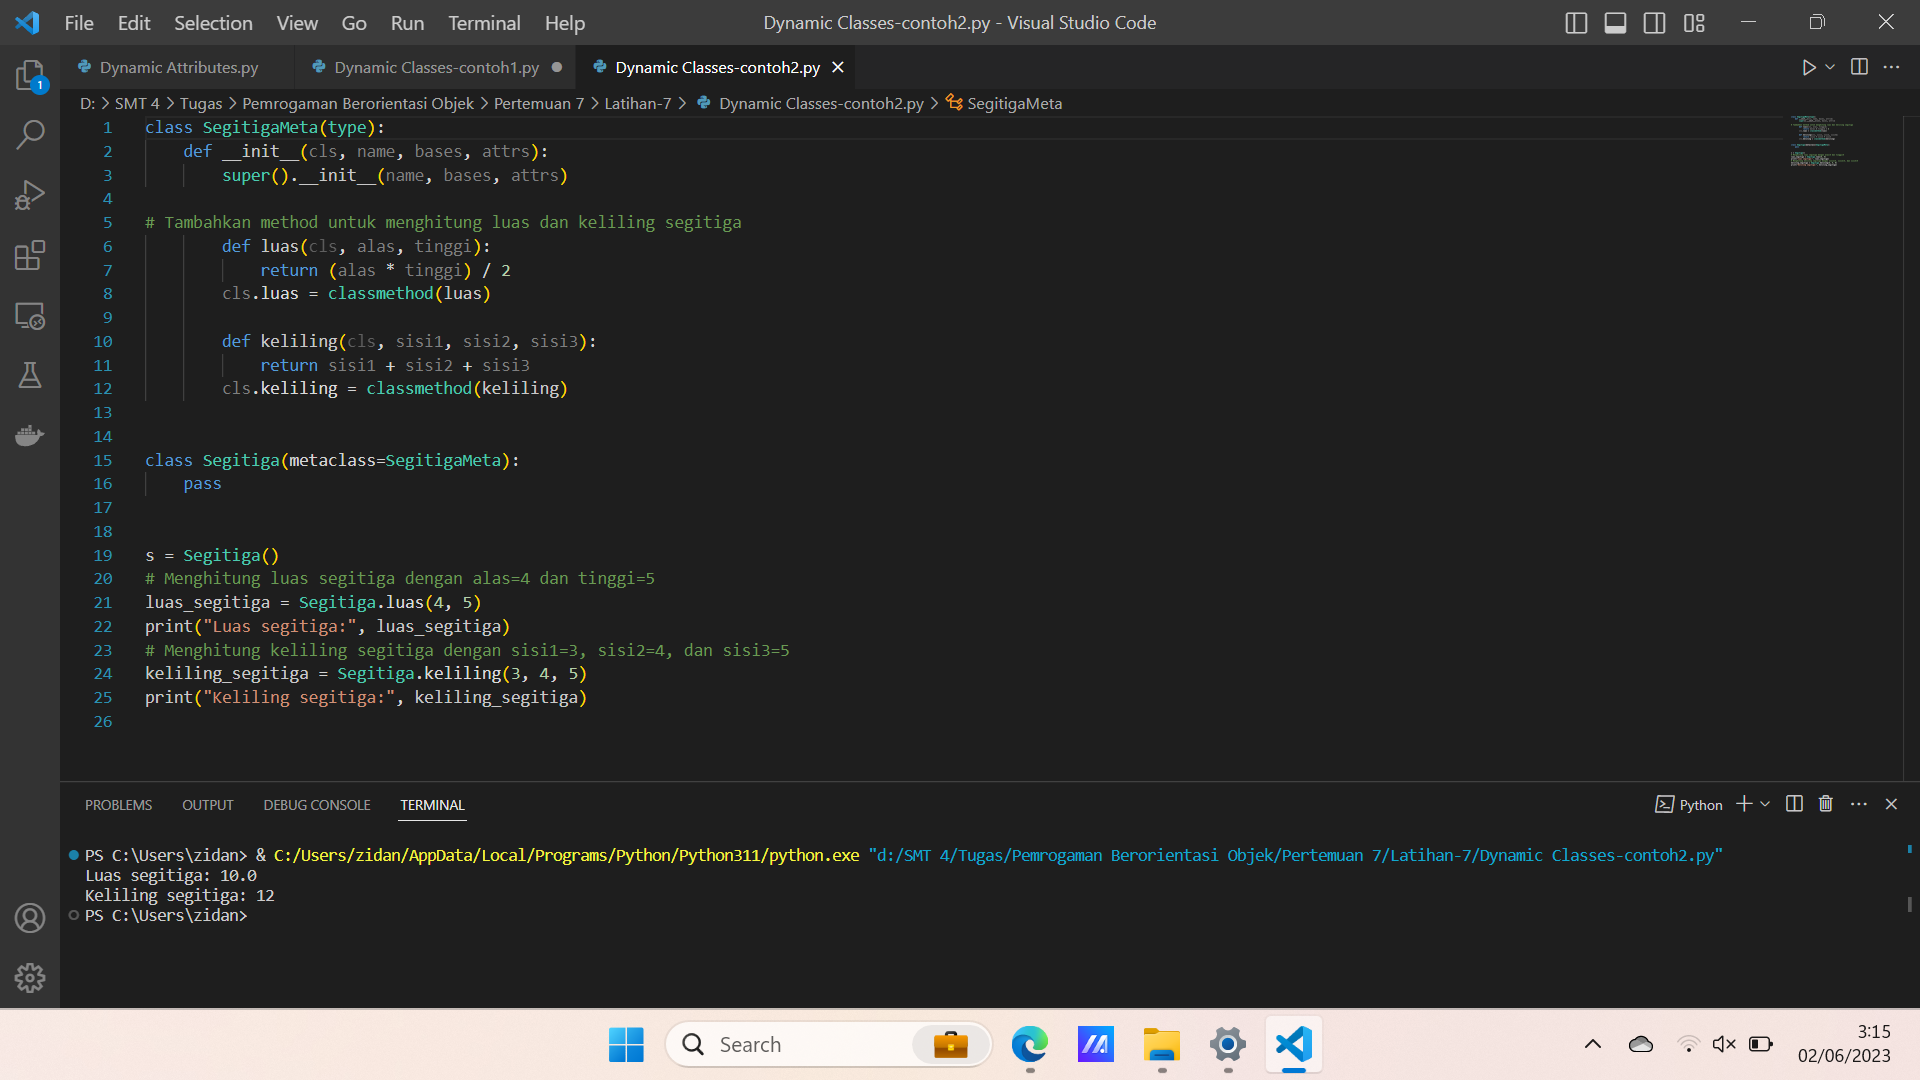 File Edit Selection View Go Run Terminal Help Dynamic Classes-contoh2.py - Visual Studio Code
Dynamic Attributes.py Dynamic Classes-contoh1.py Dynamic Classes-contoh2.py
1
D: > SMT 4 > Tugas > Pemrogaman Berorientasi Objek > Pertemuan 7 > Latihan-7 > Dynamic Classes-contoh2.py > SegitigaMeta
1 class SegitigaMeta(type):
2 def __init__(cls, name, bases, attrs):
3 super().__init__(name, bases, attrs)
4
5 # Tambahkan method untuk menghitung luas dan keliling segitiga
6 def luas(cls, alas, tinggi):
7 return (alas * tinggi) / 2
8 cls.luas = classmethod(luas)
9
10 def keliling(cls, sisi1, sisi2, sisi3):
11 return sisi1 + sisi2 + sisi3
12 cls.keliling = classmethod(keliling)
13
14
15 class Segitiga(metaclass=SegitigaMeta):
16 pass
17
18
19 s = Segitiga()
20 # Menghitung luas segitiga dengan alas=4 dan tinggi=5
21 luas_segitiga = Segitiga.luas(4, 5)
22 print("Luas segitiga:", luas_segitiga)
23 # Menghitung keliling segitiga dengan sisi1=3, sisi2=4, dan sisi3=5
24 keliling_segitiga = Segitiga.keliling(3, 4, 5)
25 print("Keliling segitiga:", keliling_segitiga)
26
PROBLEMS OUTPUT DEBUG CONSOLE TERMINAL Python
PS C:\Users\zidan> & C:/Users/zidan/AppData/Local/Programs/Python/Python311/python.exe "d:/SMT 4/Tugas/Pemrogaman Berorientasi Objek/Pertemuan 7/Latihan-7/Dynamic Classes-contoh2.py"
Luas segitiga: 10.0
Keliling segitiga: 12
PS C:\Users\zidan>
Search
3:15
02/06/2023